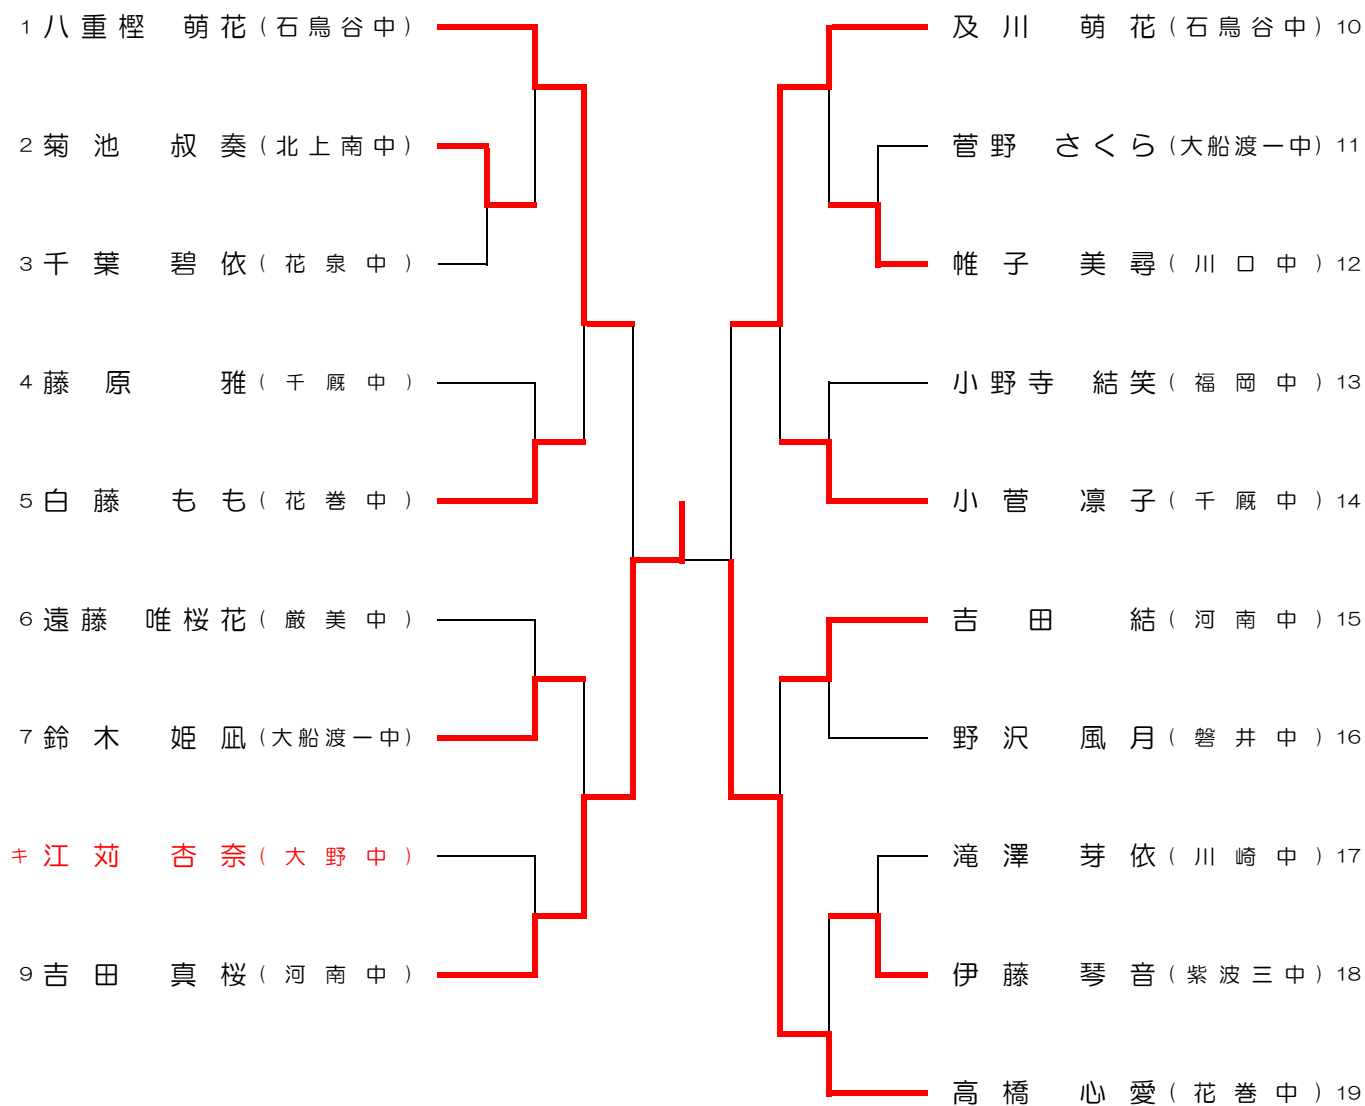 1 八重樫 萌花 (石鳥谷中)
2 菊池 叔奏 (北上南中)
3 千葉 碧依 (花泉中)
4 藤原 雅 (千厩中)
5 白藤 もも (花巻中)
6 遠藤 唯桜花 (厳美中)
7 鈴木 姫凪 (大船渡一中)
キ 江苅 杏奈 (大野中)
9 吉田 真桜 (河南中)
及川 萌花 (石鳥谷中) 10
菅野 さくら (大船渡一中) 11
帷子 美尋 (川口中) 12
小野寺 結笑 (福岡中) 13
小菅 凛子 (千厩中) 14
吉田 結 (河南中) 15
野沢 風月 (磐井中) 16
滝澤 芽依 (川崎中) 17
伊藤 琴音 (紫波三中) 18
高橋 心愛 (花巻中) 19